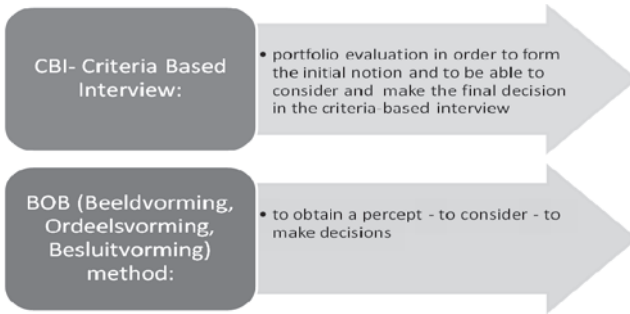 CBI- Criteria Based
Interview:
• portfolio evaluation in order to form
the initial notion and to be able to
consider and make the final decision
in the criteria-based interview
BOB (Beeldvorming,
Ordeelsvorming,
Besluitvorming)
method:
• to obtain a percept - to consider - to
make decisions